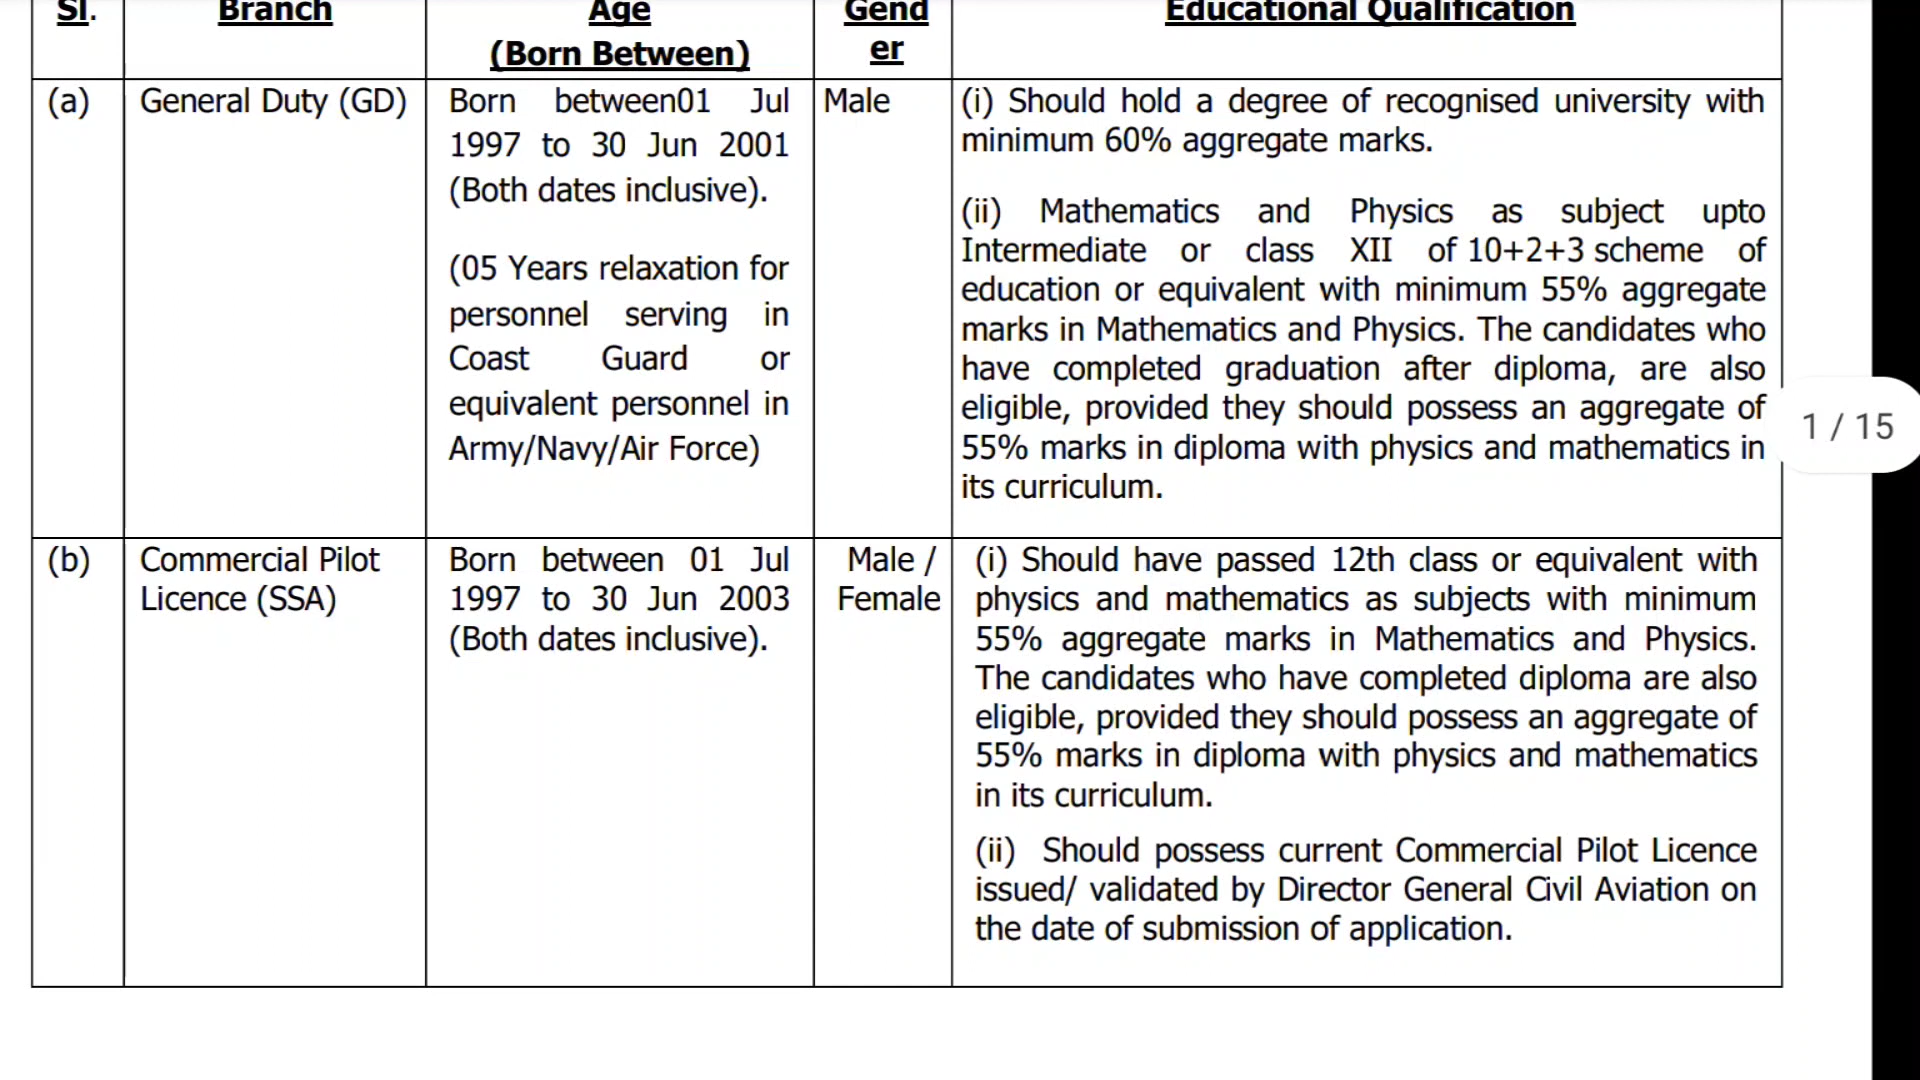 Sl.
Branch
Age
(Born Between)
Gend
er
Educational Qualification
(a)
General Duty (GD)
Born between01 Jul
1997 to 30 Jun 2001
(Both dates inclusive).
(05 Years relaxation for
personnel serving in
Coast Guard or
equivalent personnel in
Army/Navy/Air Force)
Male
(i) Should hold a degree of recognised university with
minimum 60% aggregate marks.
(ii) Mathematics and Physics as subject upto
Intermediate or class XII of 10+2+3 scheme of
education or equivalent with minimum 55% aggregate
marks in Mathematics and Physics. The candidates who
have completed graduation after diploma, are also
eligible, provided they should possess an aggregate of
55% marks in diploma with physics and mathematics in
its curriculum.
1 / 15
(b)
Commercial Pilot
Licence (SSA)
Born between 01 Jul
1997 to 30 Jun 2003
(Both dates inclusive).
Male /
Female
(i) Should have passed 12th class or equivalent with
physics and mathematics as subjects with minimum
55% aggregate marks in Mathematics and Physics.
The candidates who have completed diploma are also
eligible, provided they should possess an aggregate of
55% marks in diploma with physics and mathematics
in its curriculum.
(ii) Should possess current Commercial Pilot Licence
issued/ validated by Director General Civil Aviation on
the date of submission of application.